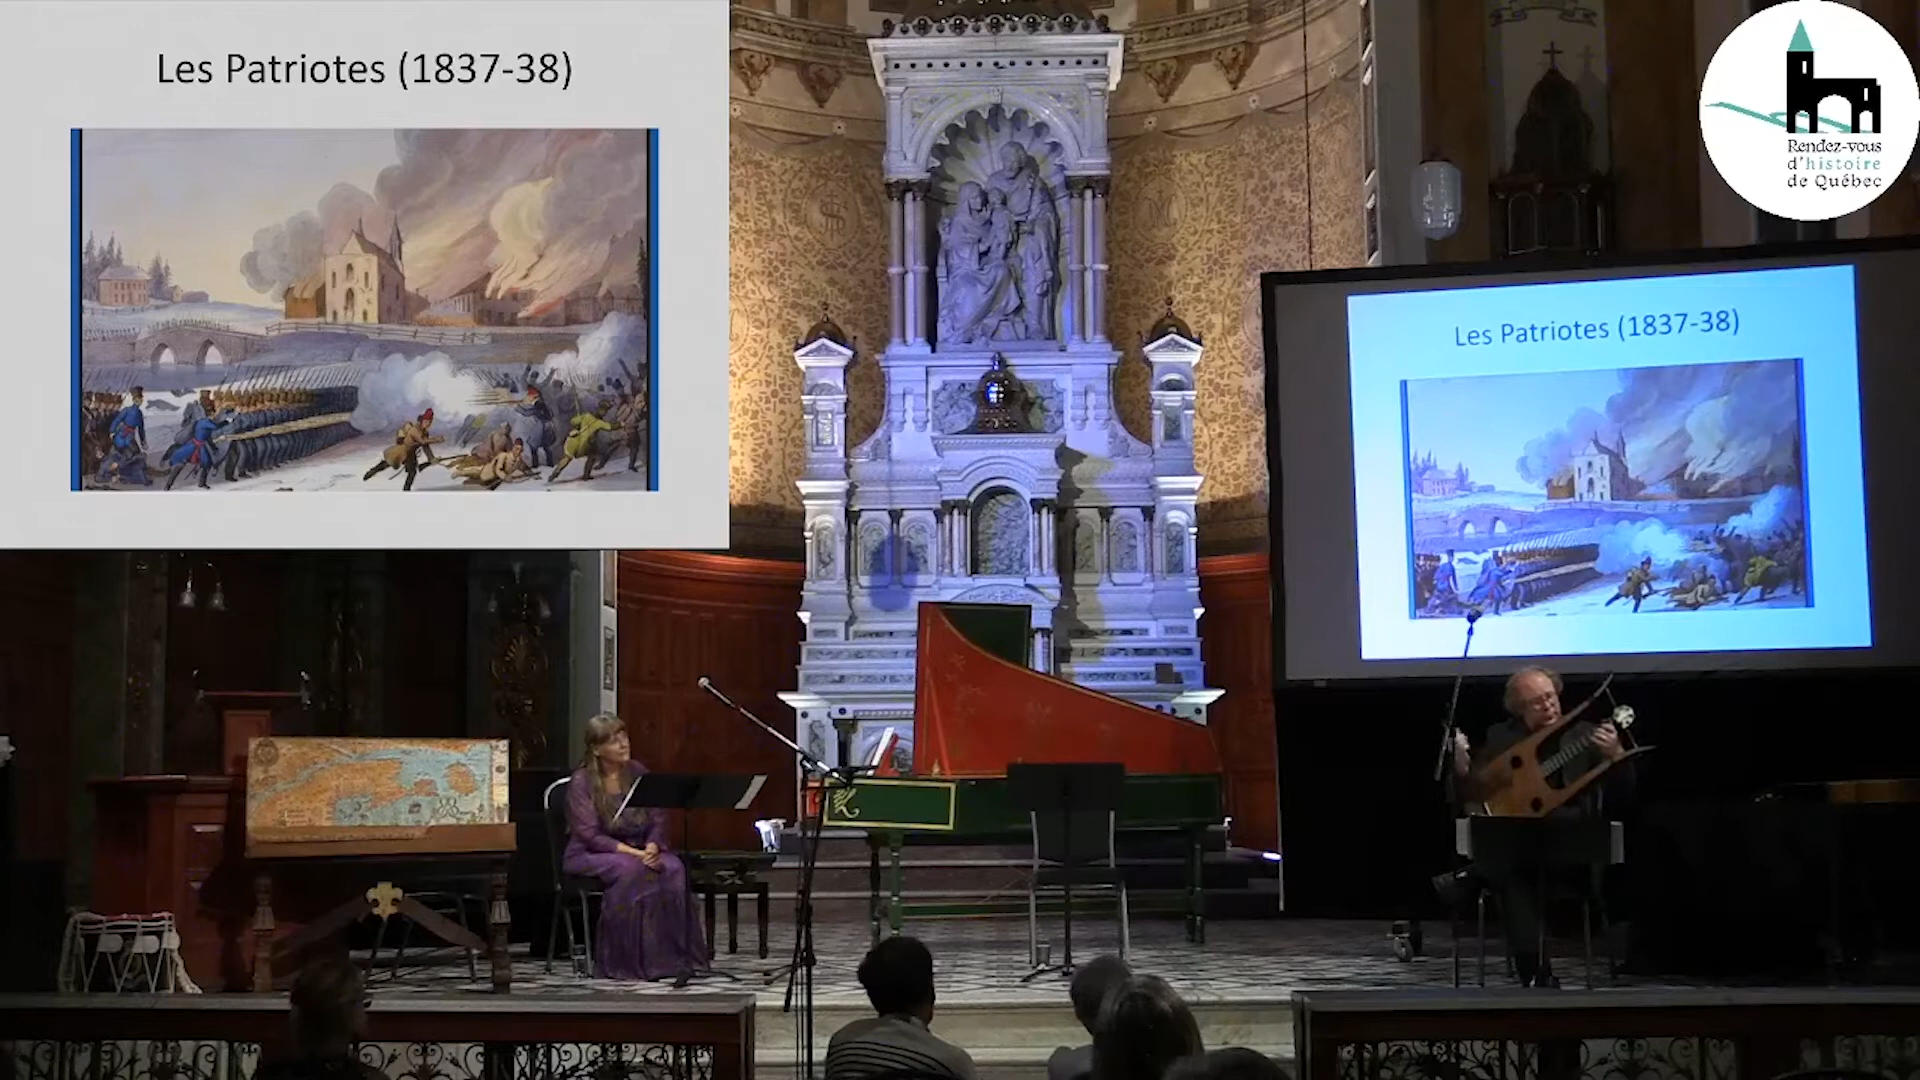 Les Patriotes (1837-38)
Rendez-vous
d'histoire
de Québec
Les Patriotes (1837-38)